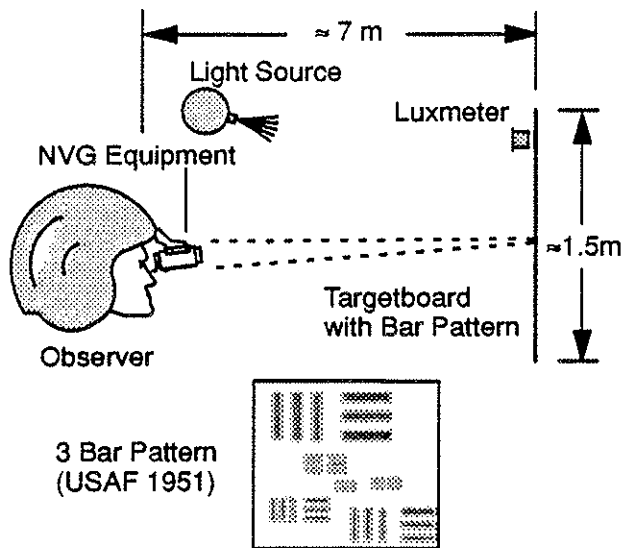 ≈ 7 m
Light Source
Luxmeter
NVG Equipment
≈1.5m
Targetboard
with Bar Pattern
Observer
3 Bar Pattern
(USAF 1951)